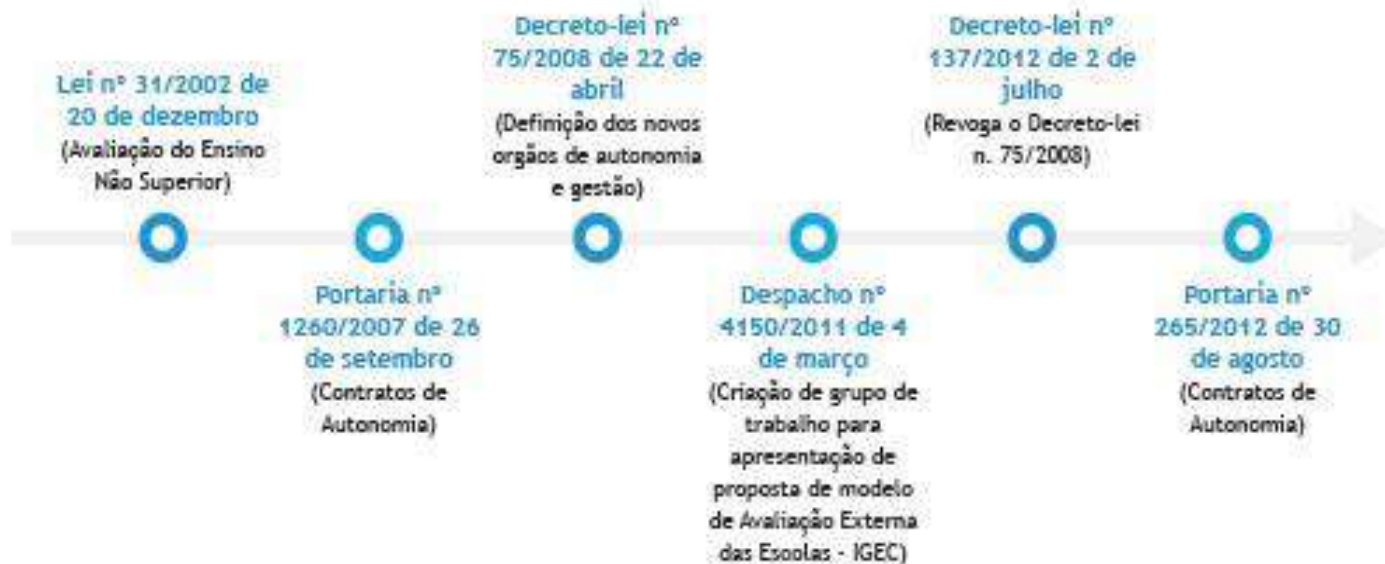 Lei nº 31/2002 de
20 de dezembro
(Avaliação do Ensino
Não Superior)
Portaria nº
1260/2007 de 26
de setembro
(Contratos de
Autonomia)
Decreto-lei nº
75/2008 de 22 de
abril
(Definição dos novos
orgãos de autonomia
e gestão)
Despacho nº
4150/2011 de 4
de março
(Criação de grupo de
trabalho para
apresentação de
proposta de modelo
de Avaliação Externa
das Escolas - IGEC)
Decreto-lei nº
137/2012 de 2 de
julho
(Revoga o Decreto-lei
n. 75/2008)
Portaria nº
265/2012 de 30
de agosto
(Contratos de
Autonomia)